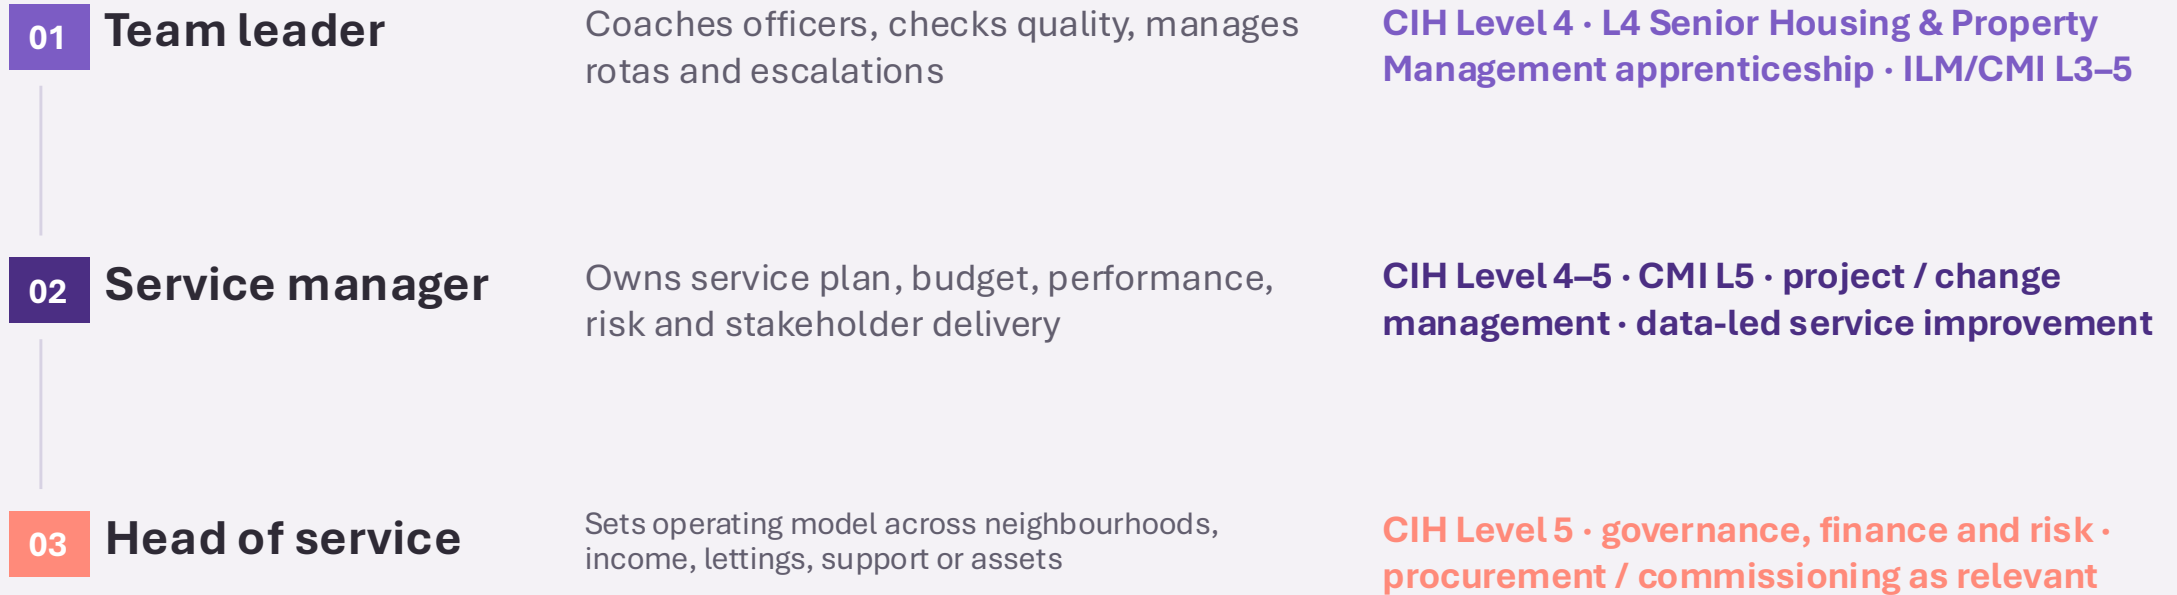 01 Team leader
Coaches officers, checks quality, manages
rotas and escalations
CIH Level 4 · L4 Senior Housing & Property
Management apprenticeship · ILM/CMI L3–5
02 Service manager
Owns service plan, budget, performance,
risk and stakeholder delivery
CIH Level 4–5 · CMI L5 · project / change
management · data-led service improvement
03 Head of service
Sets operating model across neighbourhoods,
income, lettings, support or assets
CIH Level 5 · governance, finance and risk ·
procurement / commissioning as relevant